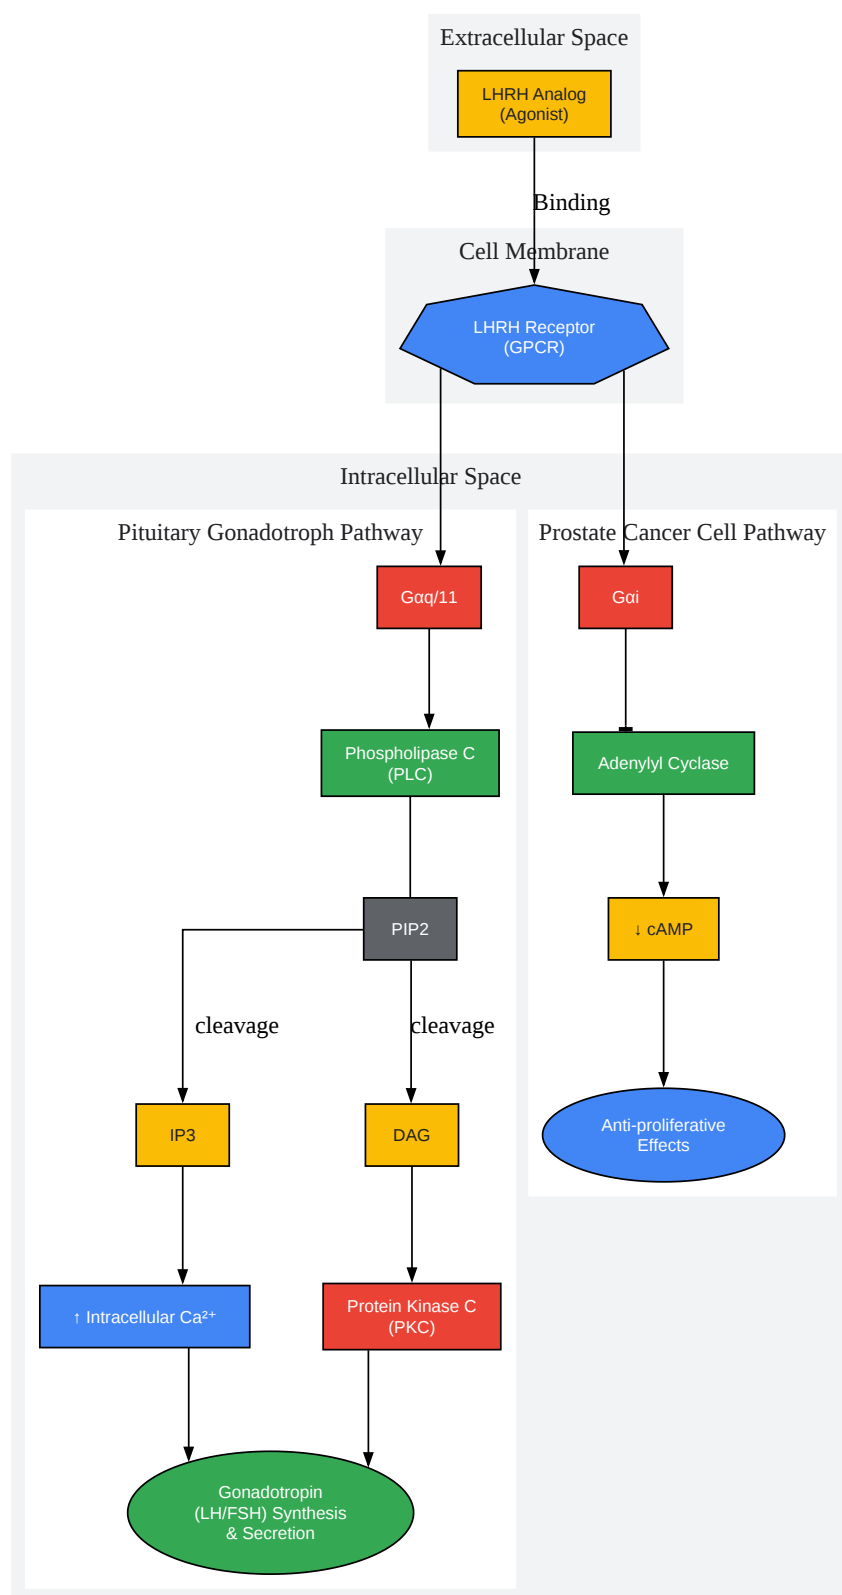 Extracellular Space
LHRH Analog
(Agonist)
Binding
Cell Membrane
LHRH Receptor
(GPCR)
Intracellular Space
Pituitary Gonadotroph Pathway
Gαq/11
Phospholipase C
(PLC)
PIP2
cleavage
cleavage
IP3
DAG
↑ Intracellular Ca²⁺
Protein Kinase C
(PKC)
Gonadotropin
(LH/FSH) Synthesis
& Secretion
Prostate Cancer Cell Pathway
Gαi
Adenylyl Cyclase
↓ cAMP
Anti-proliferative
Effects